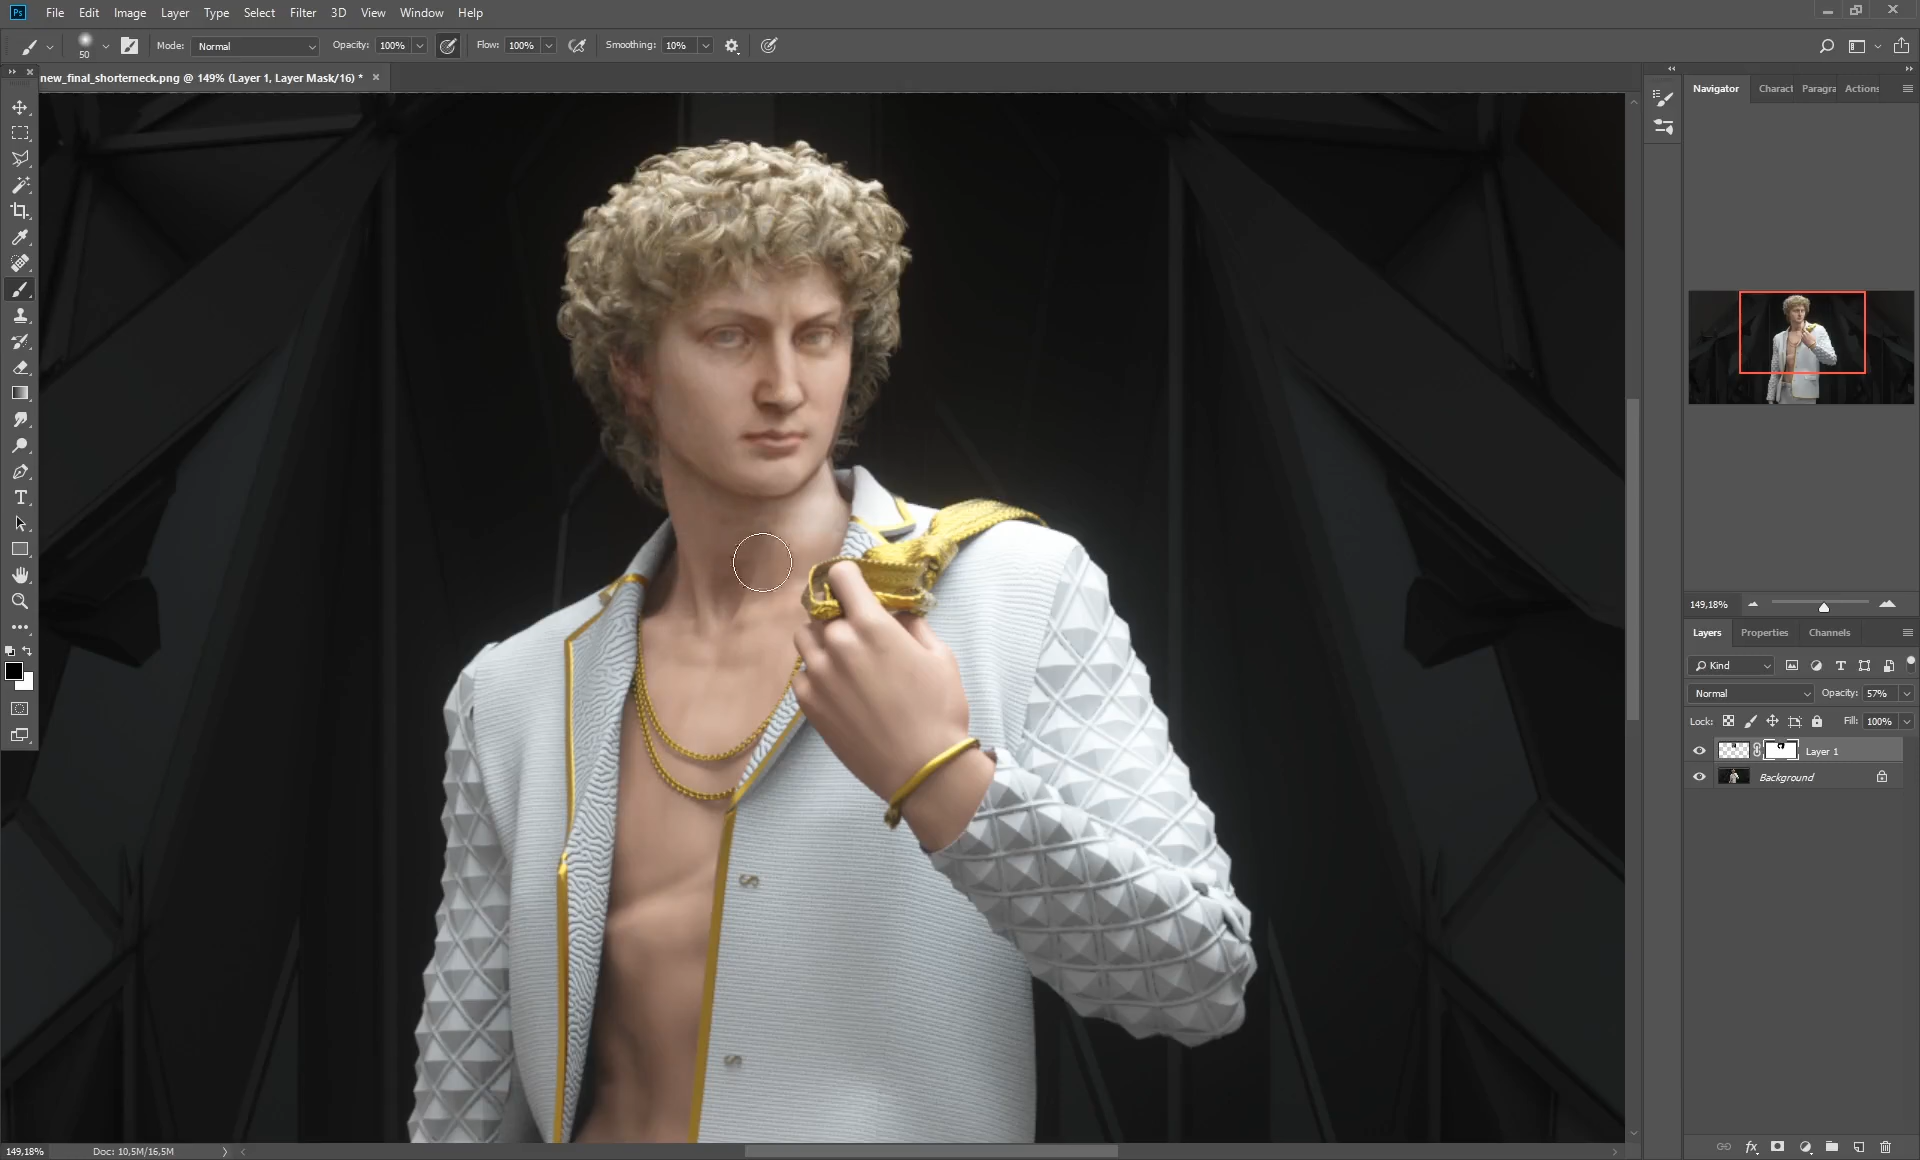 Ps File Edit Image Layer Type Select Filter 3D View Window Help
50 Mode: Normal Opacity: 100% Flow: 100% Smoothing: 10%
new_final_shorterneck.png @ 149% (Layer 1, Layer Mask/16) * ×
Navigator Charact Paragra Actions
149,18%
Layers Properties Channels
Kind
Normal Opacity: 57%
Lock: Fill: 100%
Layer 1
Background
149,18% Doc: 10,5M/16,5M